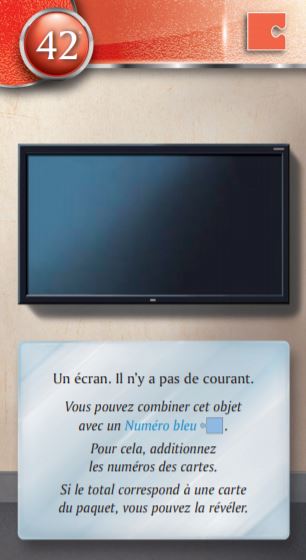 42
Un écran. Il n'y a pas de courant.
Vous pouvez combiner cet objet
avec un Numéro bleu.
Pour cela, additionnez
les numéros des cartes.
Si le total correspond à une carte
du paquet, vous pouvez la révéler.